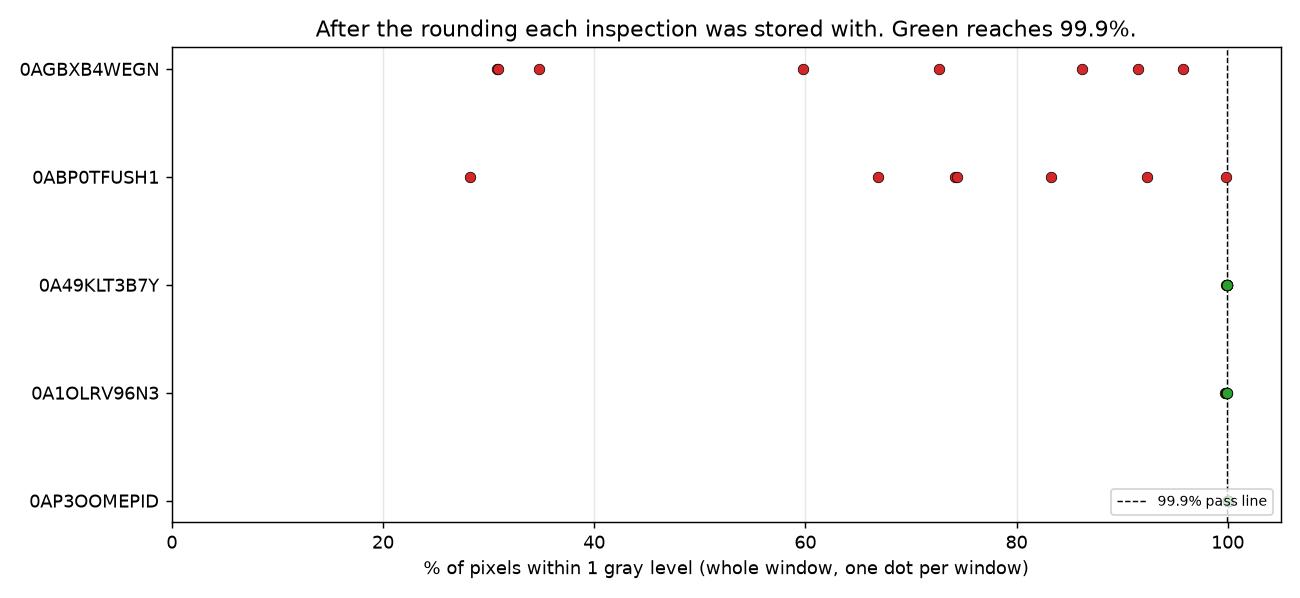 After the rounding each inspection was stored with. Green reaches 99.9%.
0AGBXB4WEGN
0ABP0TFUSH1
0A49KLT3B7Y
0A1OLRV96N3
0AP3OOMEPID
99.9% pass line
0 20 40 60 80 100
% of pixels within 1 gray level (whole window, one dot per window)